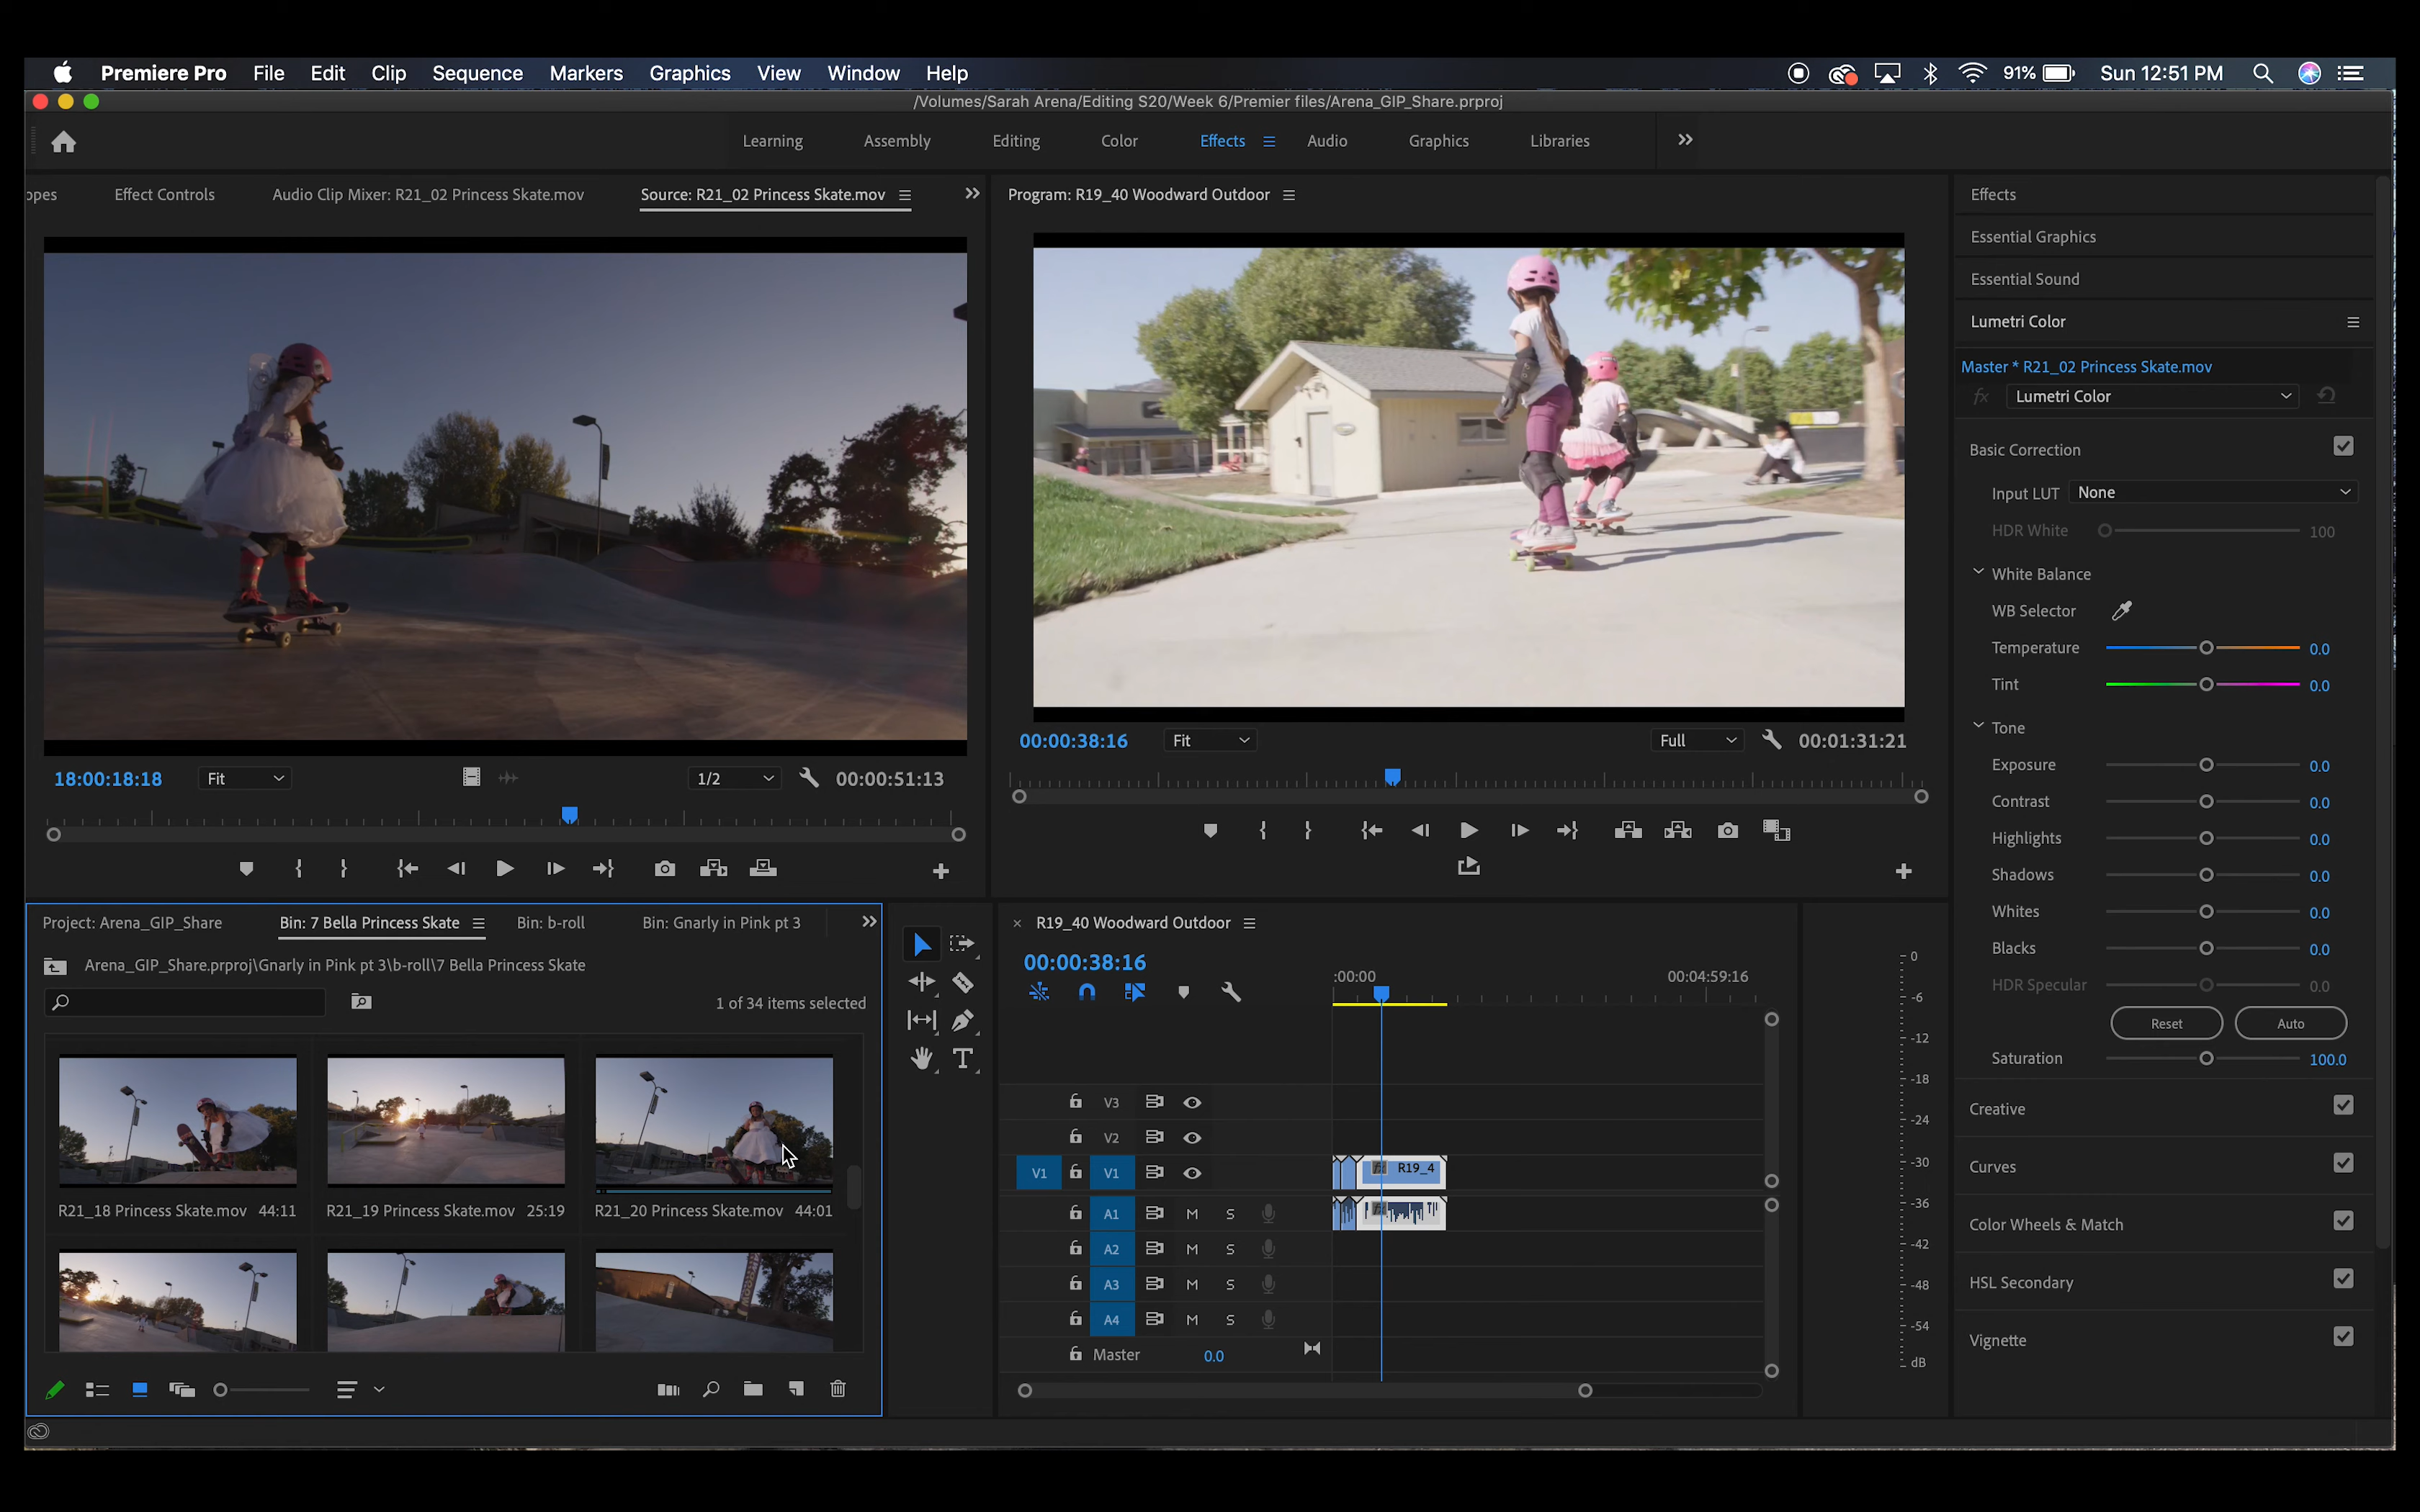 Premiere Pro File Edit Clip Sequence Markers Graphics View Window Help 91% Sun 12:51 PM
/Volumes/Sarah Arena/Editing S20/Week 6/Premier files/Arena_GIP_Share.prproj
Learning Assembly Editing Color Effects Audio Graphics Libraries
opes Effect Controls Audio Clip Mixer: R21_02 Princess Skate.mov Source: R21_02 Princess Skate.mov
Program: R19_40 Woodward Outdoor
18:00:18:18 Fit 1/2 00:00:51:13
00:00:38:16 Fit Full 00:01:31:21
Effects
Essential Graphics
Essential Sound
Lumetri Color
Master * R21_02 Princess Skate.mov
fx Lumetri Color
Basic Correction
Input LUT None
HDR White 100
White Balance
WB Selector
Temperature 0.0
Tint 0.0
Tone
Exposure 0.0
Contrast 0.0
Highlights 0.0
Shadows 0.0
Whites 0.0
Blacks 0.0
HDR Specular 0.0
Reset Auto
Saturation 100.0
Creative
Curves
Color Wheels & Match
HSL Secondary
Vignette
Project: Arena_GIP_Share Bin: 7 Bella Princess Skate Bin: b-roll Bin: Gnarly in Pink pt 3
Arena_GIP_Share.prproj\Gnarly in Pink pt 3\b-roll\7 Bella Princess Skate
1 of 34 items selected
R21_18 Princess Skate.mov 44:11 R21_19 Princess Skate.mov 25:19 R21_20 Princess Skate.mov 44:01
R19_40 Woodward Outdoor
00:00:38:16
:00:00 00:04:59:16
V3
V2
V1 V1 fx R19_4
A1 M S fx
A2 M S
A3 M S
A4 M S
Master 0.0
0
-6
-12
-18
-24
-30
-36
-42
-48
-54
dB